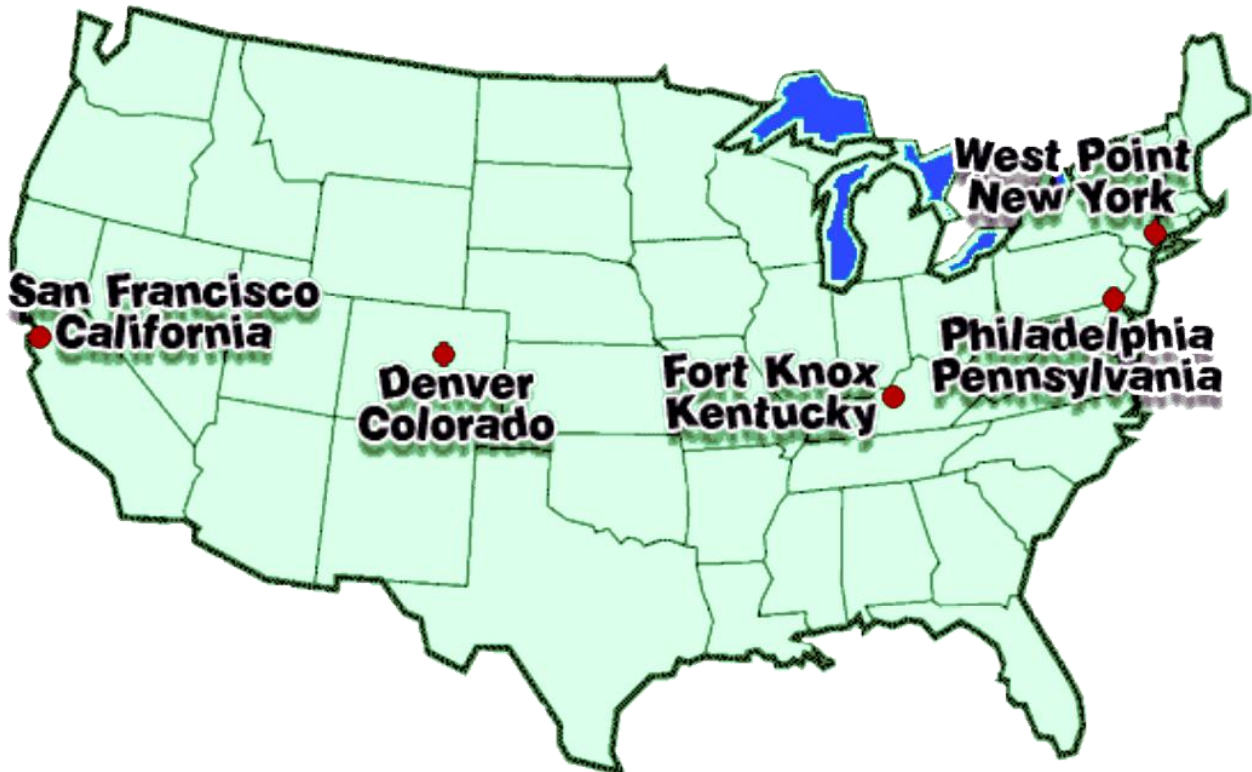 West Point
New York
San Francisco
California
Denver
Colorado
Fort Knox
Kentucky
Philadelphia
Pennsylvania